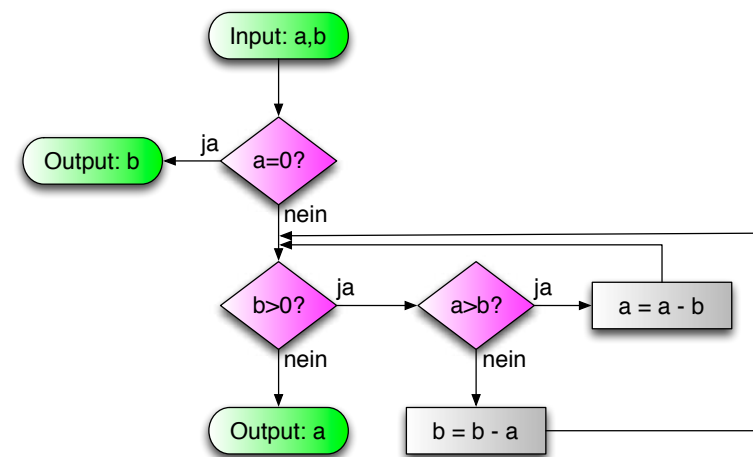 Input: a,b
ja
Output: b
a=0?
nein
b>0?
ja
a>b?
ja
a = a - b
nein
nein
Output: a
b = b - a